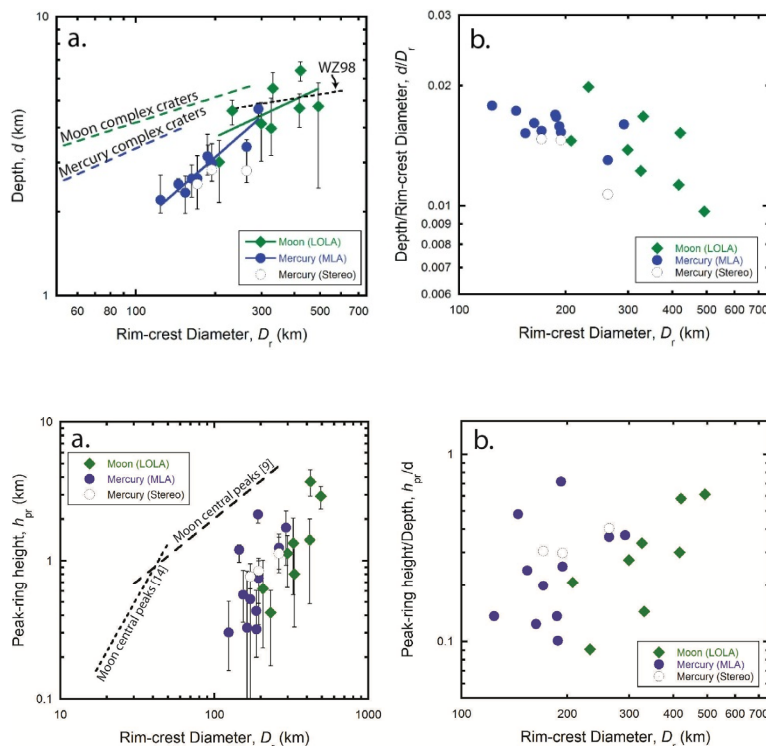 a.
10
Depth, d (km)
1
WZ98
Moon complex craters
Mercury complex craters
Moon (LOLA)
Mercury (MLA)
Mercury (Stereo)
50 60 100 200 300 500 700
Rim-crest Diameter, Dr (km)
b.
0.03
0.02
0.01
0.009
0.008
0.007
0.006
Depth/Rim-crest Diameter, d/Dr
Moon (LOLA)
Mercury (MLA)
Mercury (Stereo)
100 200 300 400 500 700
Rim-crest Diameter, Dr (km)
a.
10
1
0.1
Peak-ring height, hpr (km)
Moon (LOLA)
Mercury (MLA)
Mercury (Stereo)
Moon central peaks [9]
Moon central peaks [14]
10 100 1000
Rim-crest Diameter, Dr (km)
b.
1
0.1
Peak-ring height/Depth, hpr/d
Moon (LOLA)
Mercury (MLA)
Mercury (Stereo)
100 200 300 400 500 700
Rim-crest Diameter, Dr (km)